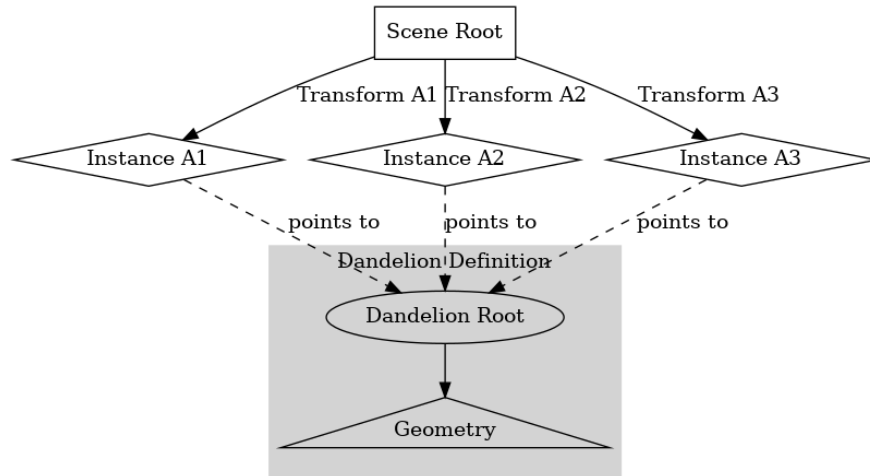 Scene Root
Transform A1
Transform A2
Transform A3
Instance A1
Instance A2
Instance A3
points to
points to
points to
Dandelion Definition
Dandelion Root
Geometry